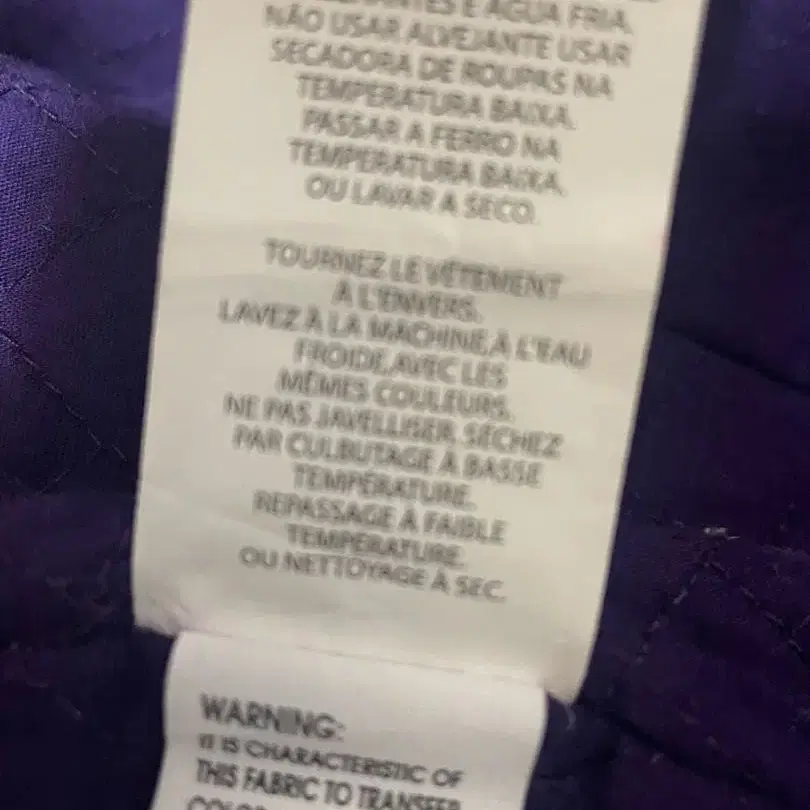 E ÁGUA FRIA.
NÃO USAR ALVEJANTE USAR
SECADORA DE ROUPAS NA
TEMPERATURA BAIXA.
PASSAR A FERRO NA
TEMPERATURA BAIXA.
OU LAVAR A SECO.
TOURNEZ LE VÊTEMENT
À L'ENVERS.
LAVEZ À LA MACHINE, À L'EAU
FROIDE, AVEC LES
MÊMES COULEURS.
NE PAS JAVELLISER. SÉCHEZ
PAR CULBUTAGE À BASSE
TEMPÉRATURE.
REPASSAGE À FAIBLE
TEMPÉRATURE.
OU NETTOYAGE À SEC.
WARNING:
IT IS CHARACTERISTIC OF
THIS FABRIC TO TRANSFER